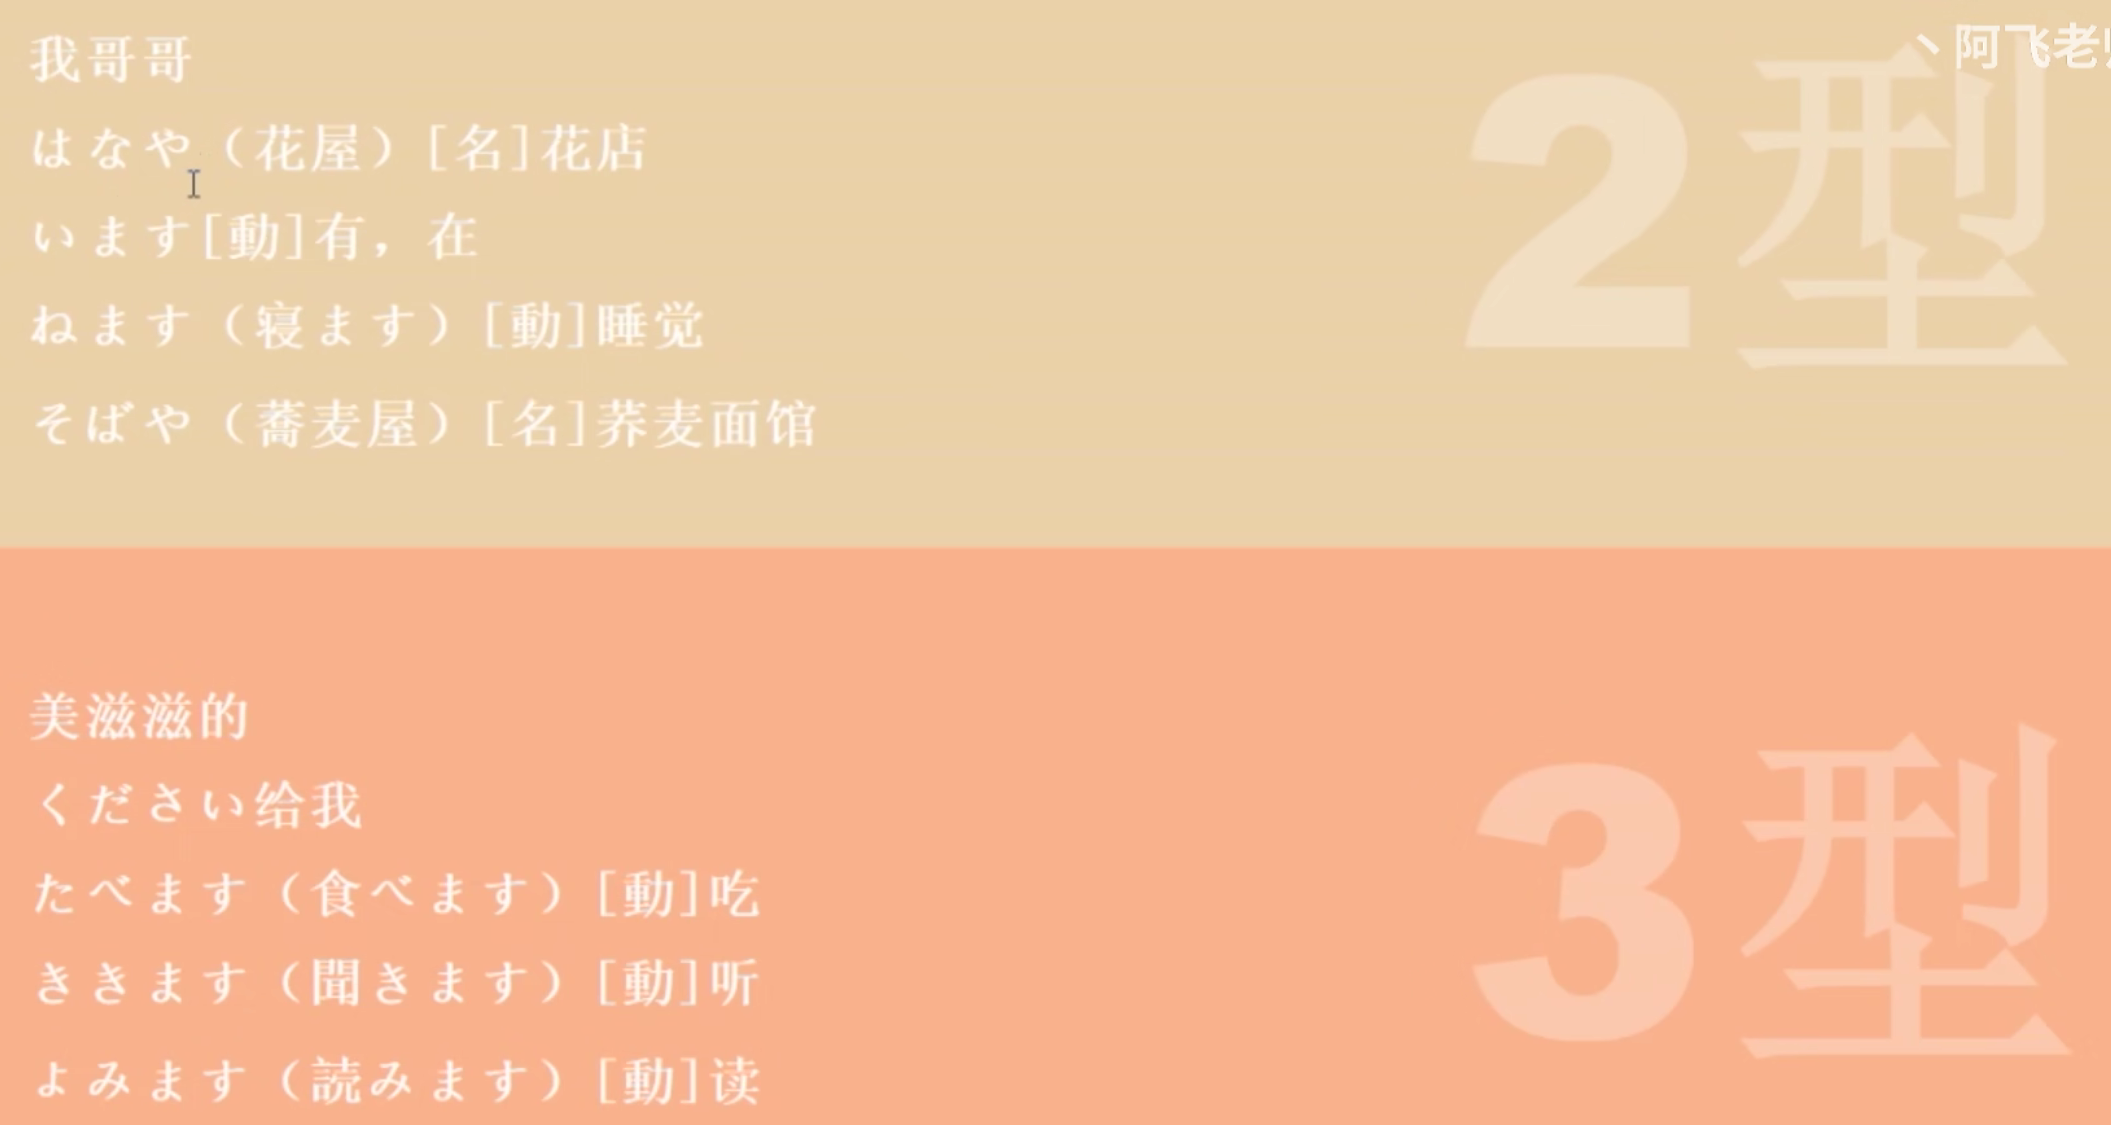 丶阿飞老
我哥哥
はなや（花屋）[名]花店
います[動]有，在
ねます（寝ます）[動]睡觉
そばや（蕎麦屋）[名]荞麦面馆
2型
美滋滋的
ください给我
たべます（食べます）[動]吃
ききます（聞きます）[動]听
よみます（読みます）[動]读
3型